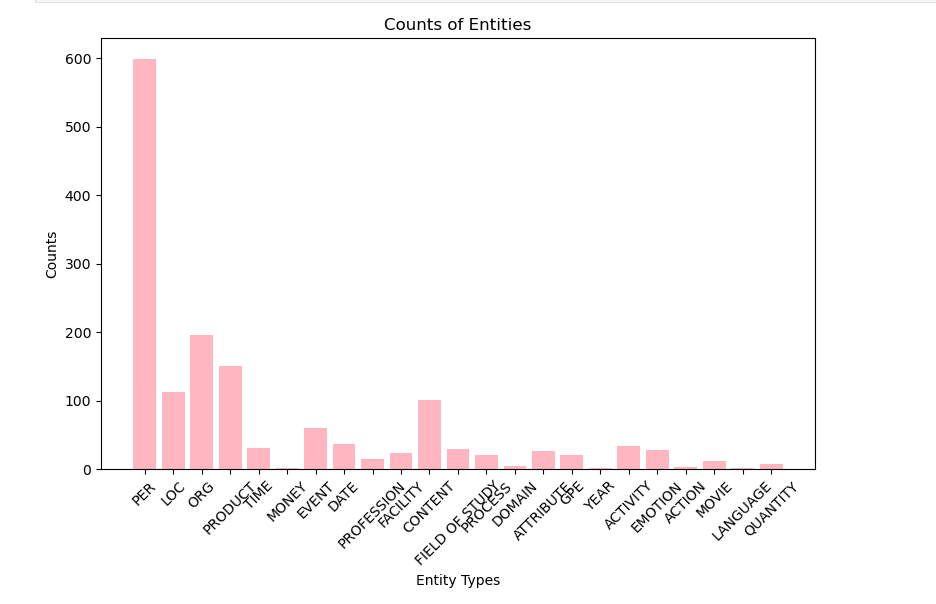 Counts of Entities
600
500
400
300
200
100
0
Counts
PER
LOC
ORG
PRODUCT
TIME
MONEY
EVENT
DATE
PROFESSION
FACILITY
CONTENT
FIELD OF STUDY
PROCESS
DOMAIN
ATTRIBUTE
GPE
YEAR
ACTIVITY
EMOTION
ACTION
MOVIE
LANGUAGE
QUANTITY
Entity Types